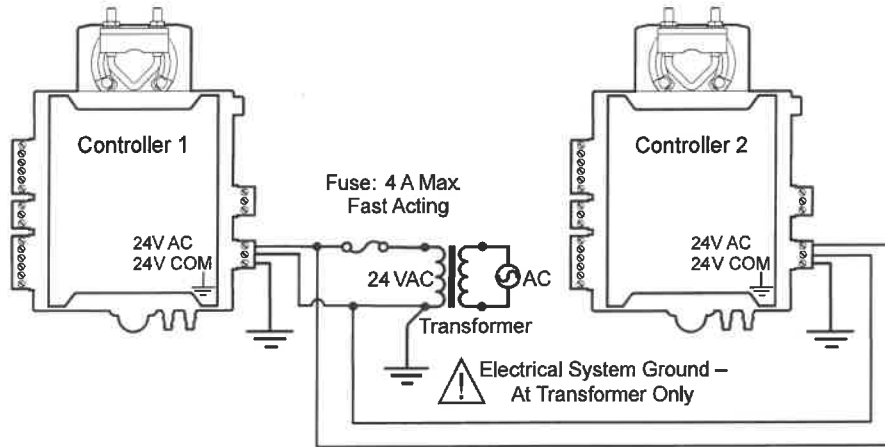 Controller 1
24V AC
24V COM
Fuse: 4 A Max.
Fast Acting
24 VAC
AC
Transformer
Electrical System Ground –
At Transformer Only
Controller 2
24V AC
24V COM